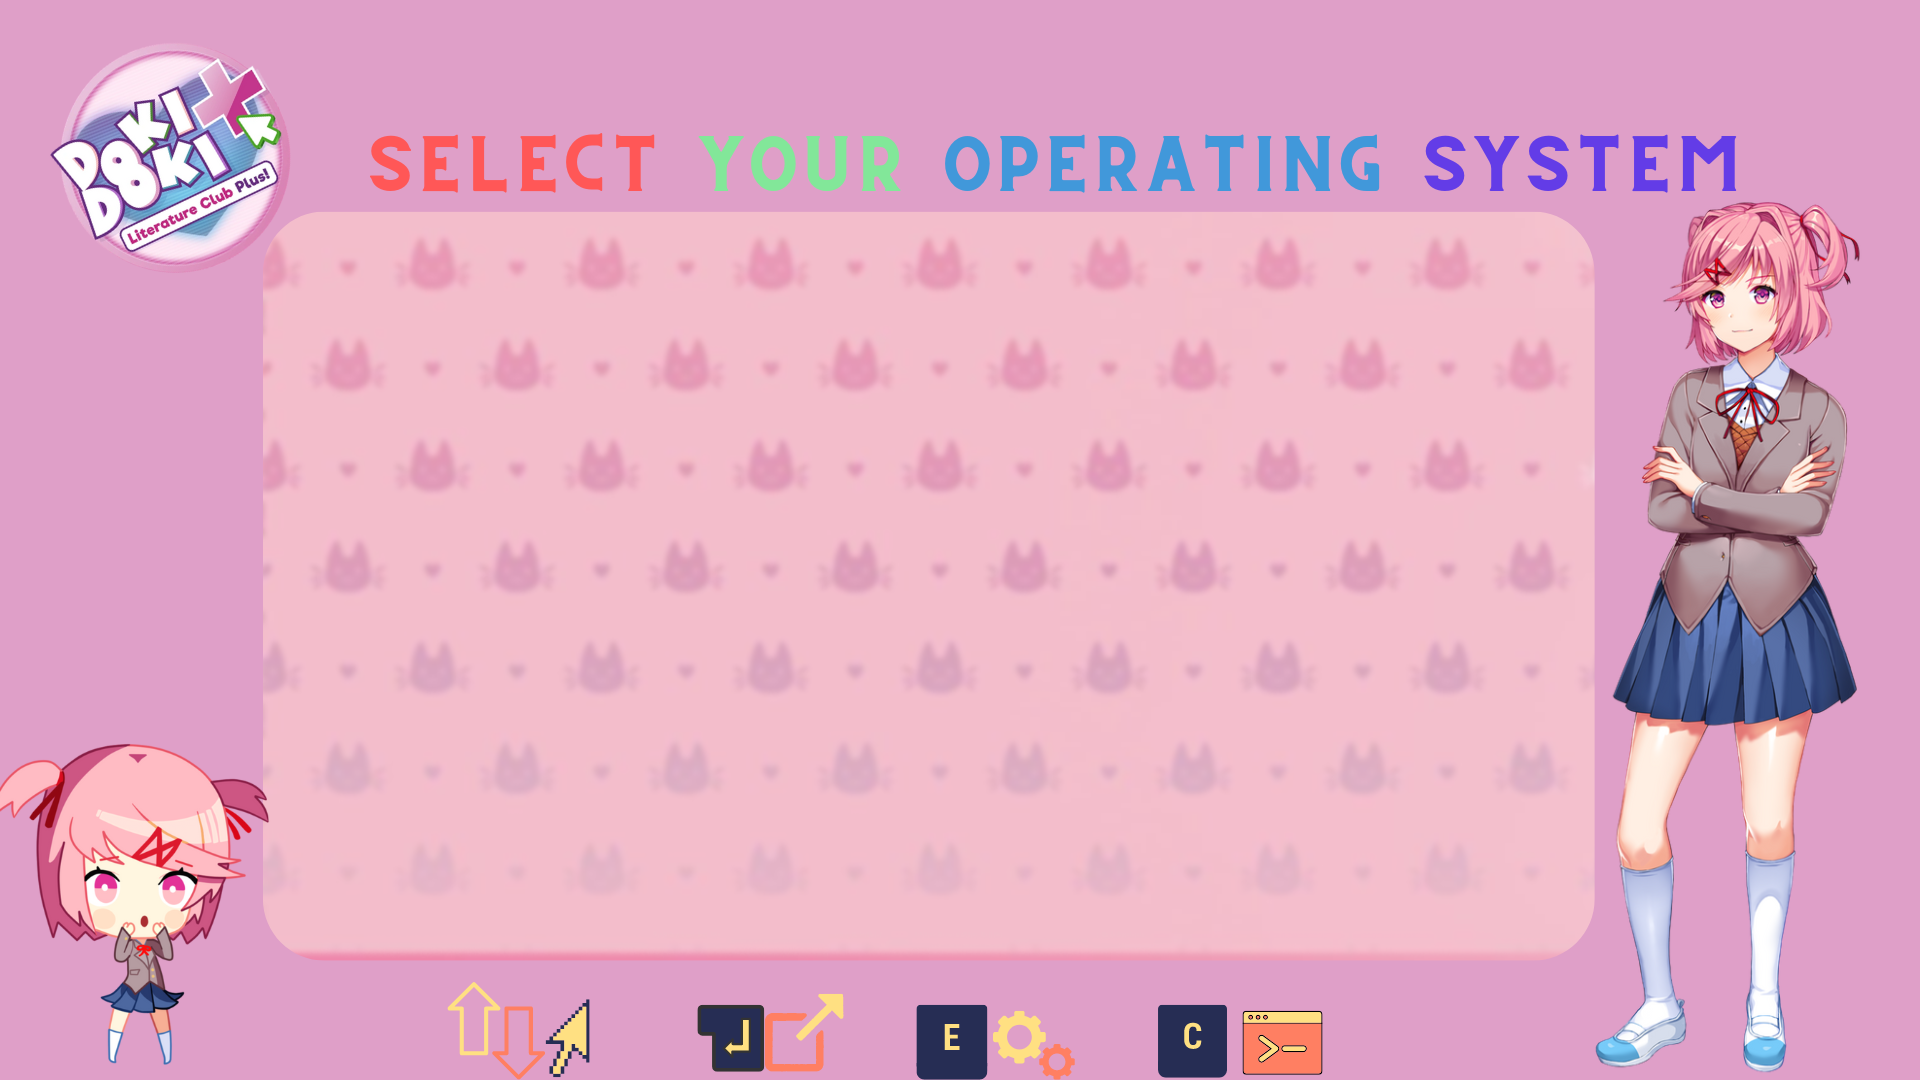 DOKI
DOKI
Literature Club Plus!
SELECT YOUR OPERATING SYSTEM
E
C
>-